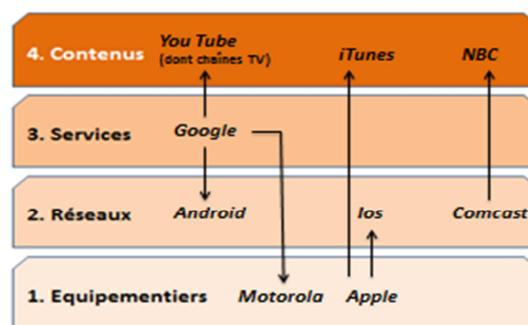 4. Contenus You Tube iTunes NBC
(dont chaînes TV)
3. Services Google
2. Réseaux Android Ios Comcast
1. Equipementiers Motorola Apple